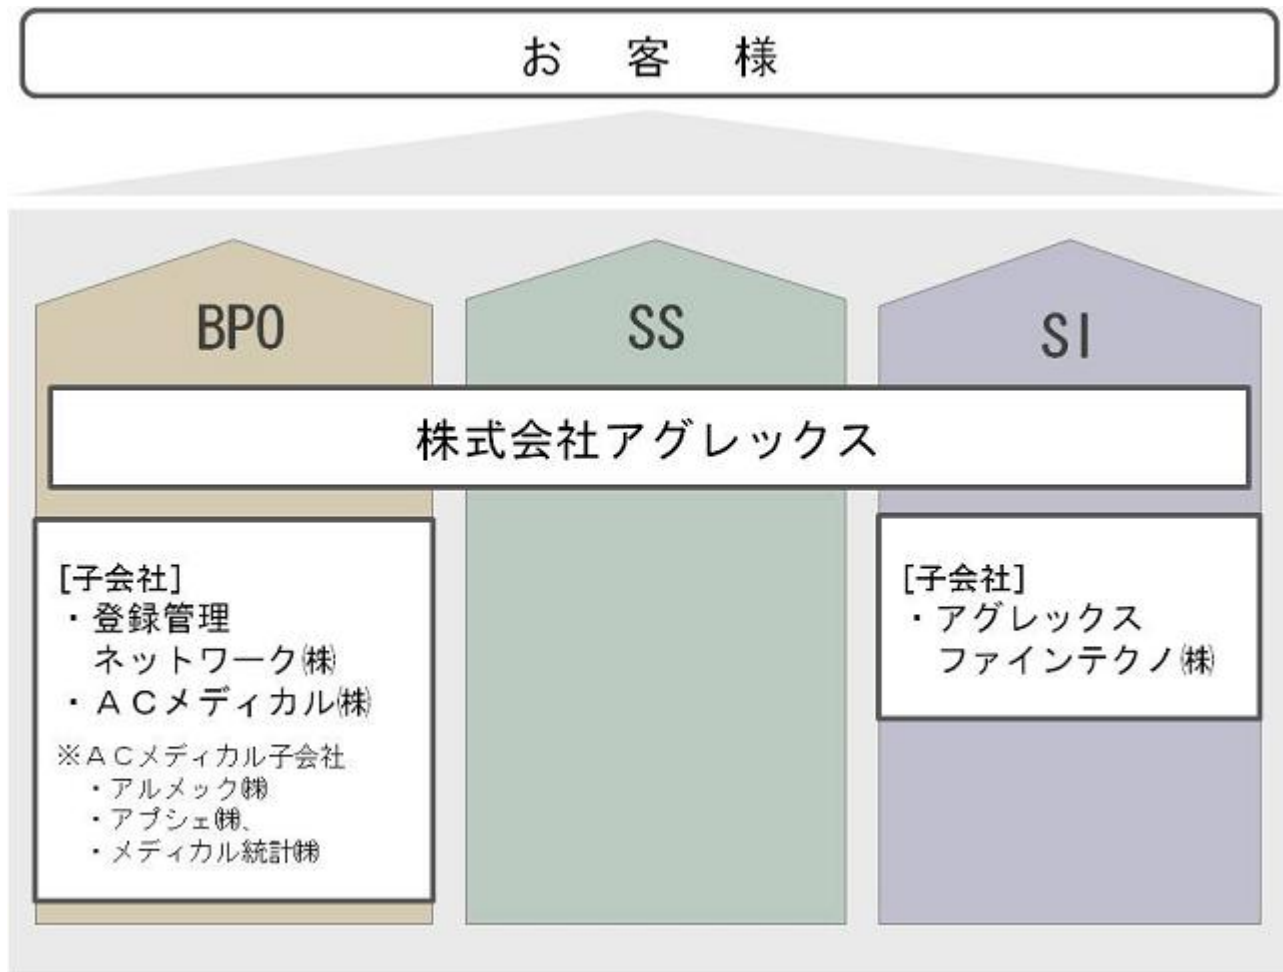 お 客 様
BPO
SS
SI
株式会社アグレックス
[子会社]
・登録管理
ネットワーク㈱
・ＡＣメディカル㈱
※ＡＣメディカル子会社
・アルメック㈱
・アプシェ㈱、
・メディカル統計㈱
[子会社]
・アグレックス
ファインテクノ㈱